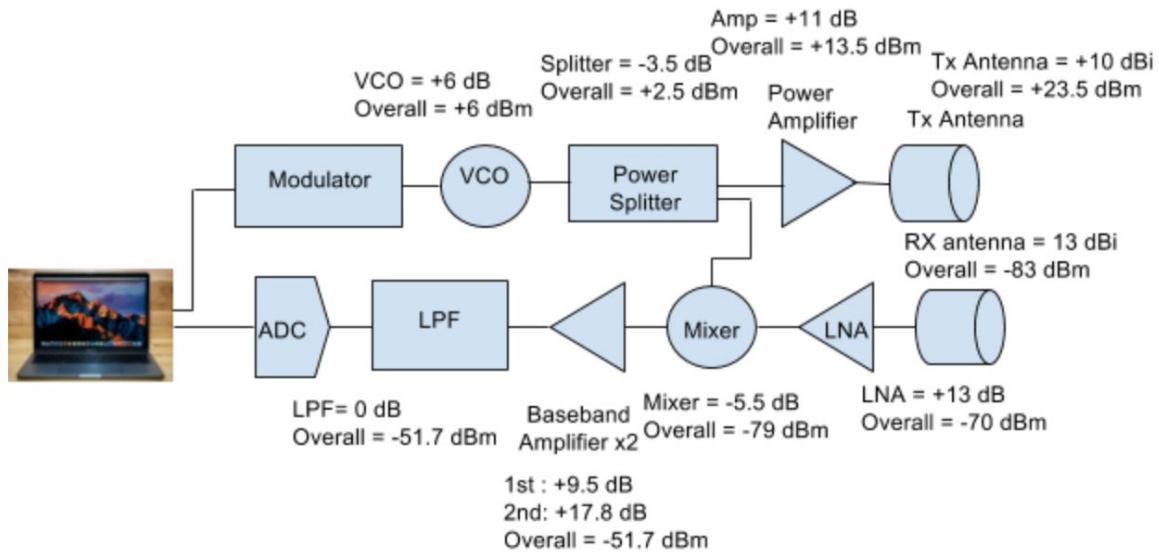 Amp = +11 dB
Overall = +13.5 dBm
Splitter = -3.5 dB
Overall = +2.5 dBm
Tx Antenna = +10 dBi
Overall = +23.5 dBm
VCO = +6 dB
Overall = +6 dBm
Power
Amplifier
Tx Antenna
Modulator
VCO
Power
Splitter
RX antenna = 13 dBi
Overall = -83 dBm
ADC
LPF
Mixer
LNA
LPF= 0 dB
Overall = -51.7 dBm
Baseband
Amplifier x2
Mixer = -5.5 dB
Overall = -79 dBm
LNA = +13 dB
Overall = -70 dBm
1st : +9.5 dB
2nd: +17.8 dB
Overall = -51.7 dBm